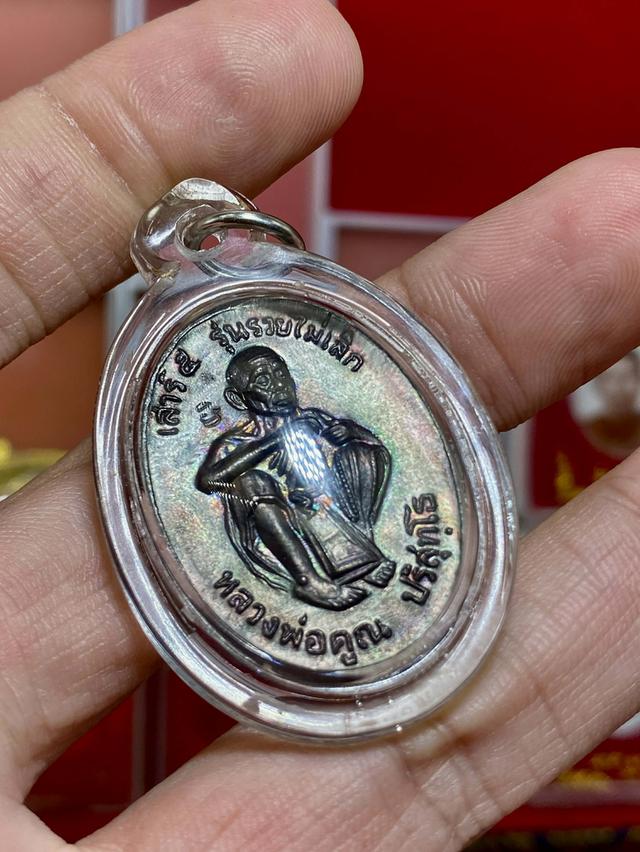 เสาร์ ๕ รุ่นรวยไม่เลิก
หลวงพ่อคูณ ปริสุทฺโธ